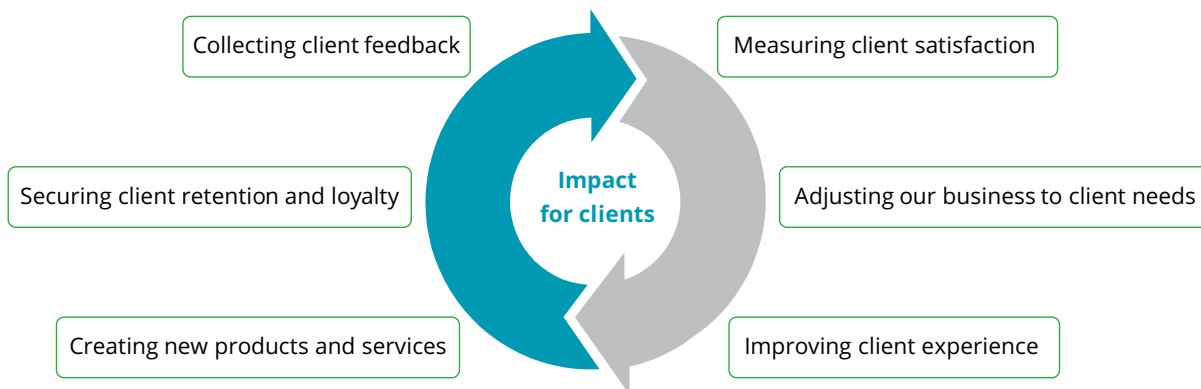 Collecting client feedback
Measuring client satisfaction
Securing client retention and loyalty
Impact
for clients
Adjusting our business to client needs
Creating new products and services
Improving client experience